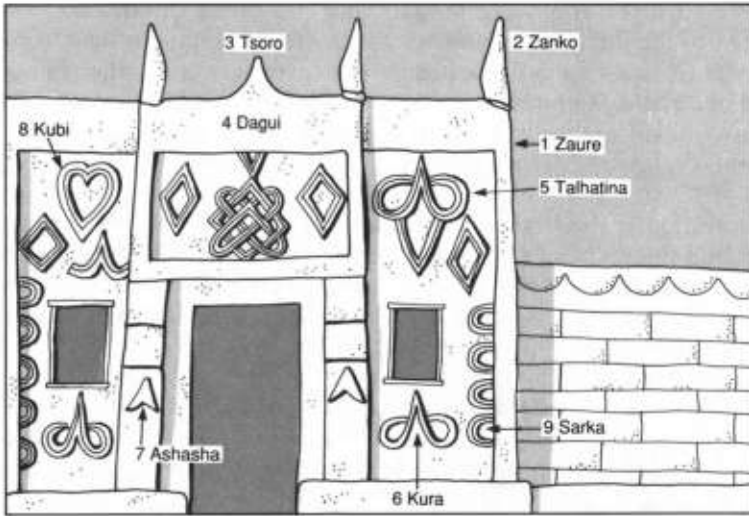 3 Tsoro
2 Zanko
8 Kubi
4 Dagui
1 Zaure
5 Talhatina
9 Sarka
7 Ashasha
6 Kura